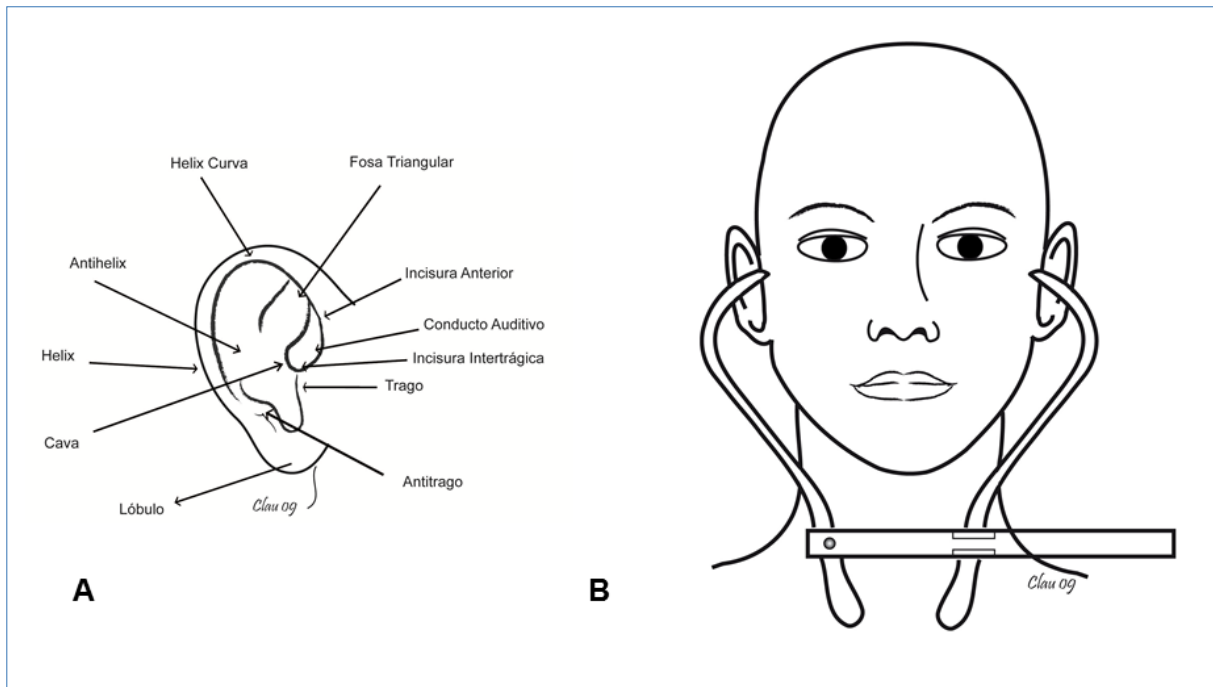 Helix Curva
Fosa Triangular
Antihelix
Incisura Anterior
Conducto Auditivo
Helix
Incisura Intertrágica
Trago
Cava
Antitrago
Lóbulo
Clau 09
A
B
Clau 09